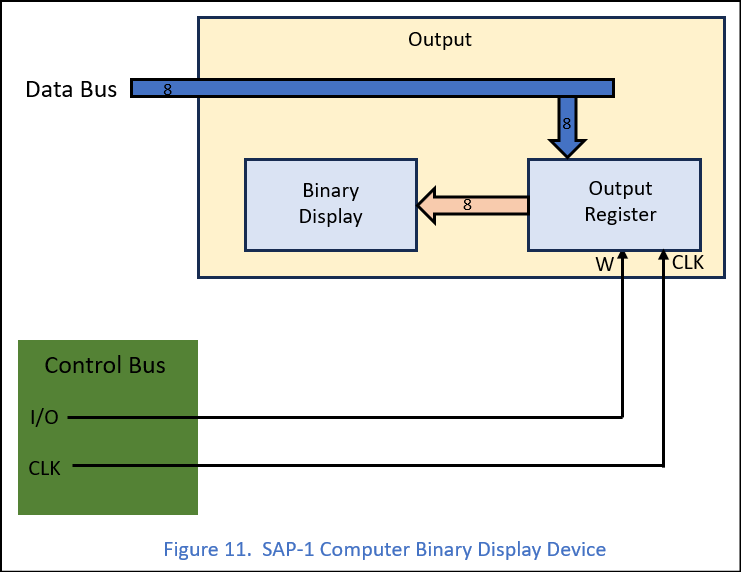 Output
Data Bus
8
8
Binary
Display
8
Output
Register
W
CLK
Control Bus
I/O
CLK
Figure 11.  SAP-1 Computer Binary Display Device